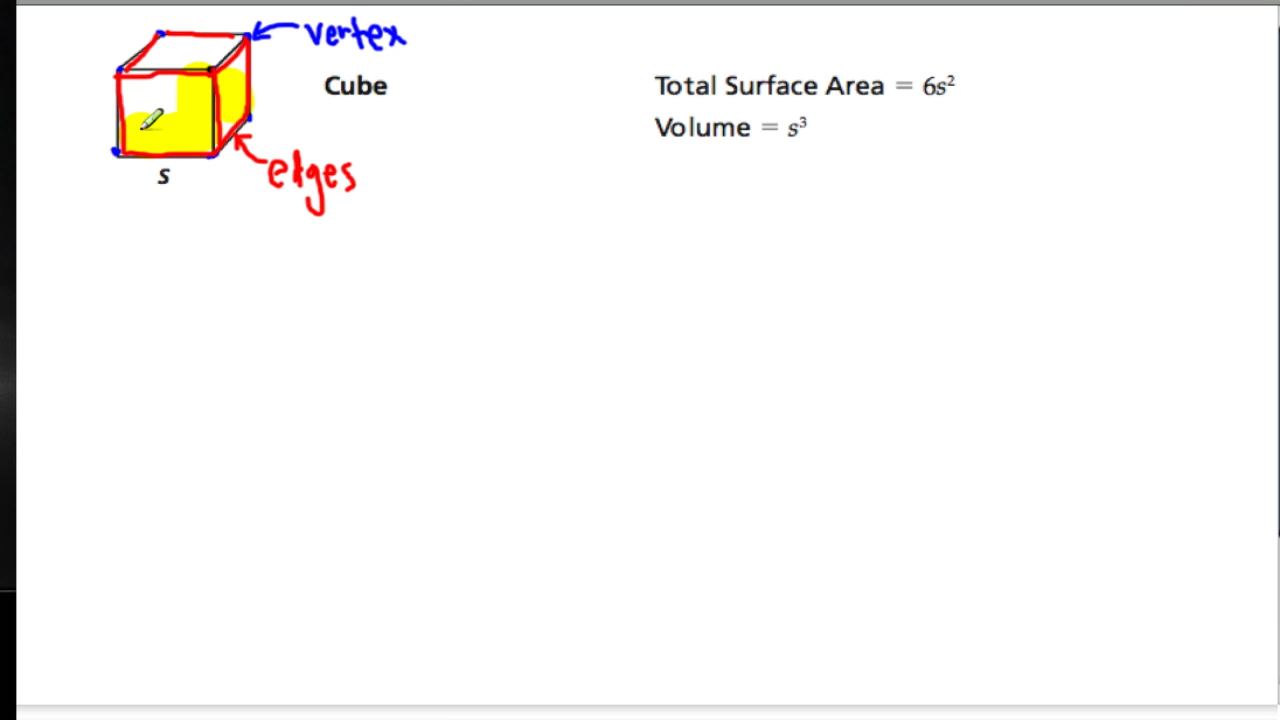 vertex
Cube
Total Surface Area = 6s²
Volume = s³
edges
s